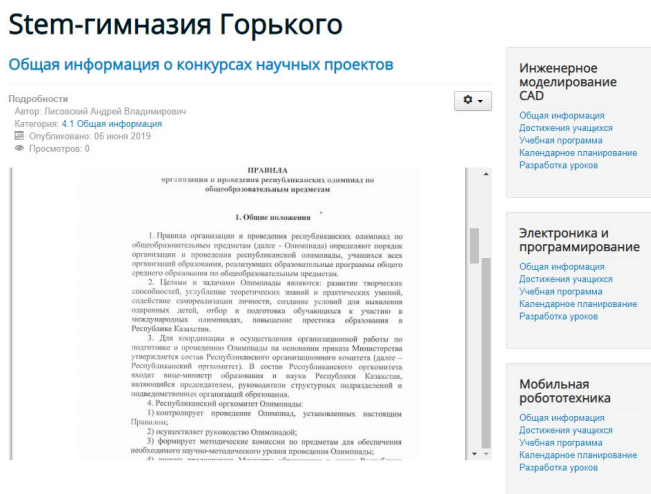 Stem-гимназия Горького
Общая информация о конкурсах научных проектов
Подробности
Автор: Лисовский Андрей Владимирович
Категория: 4.1 Общая информация
Опубликовано: 06 июня 2019
Просмотров: 0
ПРАВИЛА
организации и проведения республиканских олимпиад по
общеобразовательным предметам
1. Общие положения
1. Правила организации и проведения республиканских олимпиад по
общеобразовательным предметам (далее - Олимпиада) определяют порядок
организации и проведения республиканской олимпиады, учащихся всех
организаций образования, реализующих образовательные программы общего
среднего образования по общеобразовательным предметам.
2. Целями и задачами Олимпиады являются: развитие творческих
способностей, углубление теоретических знаний и практических умений,
содействие самореализации личности, создание условий для выявления
одаренных детей, отбор и подготовка обучающихся к участию в
международных олимпиадах, повышение престижа образования в
Республике Казахстан.
3. Для координации и осуществления организационной работы по
подготовке и проведению Олимпиады на основании приказа Министерства
утверждается состав Республиканского организационного комитета (далее –
Республиканский оргкомитет). В состав Республиканского оргкомитета
входят вице-министр образования и науки Республики Казахстан,
являющийся председателем, руководители структурных подразделений и
подведомственных организаций образования.
4. Республиканский оргкомитет Олимпиады:
1) контролирует проведение Олимпиад, установленных настоящим
Правилом;
2) осуществляет руководство Олимпиадой;
3) формирует методические комиссии по предметам для обеспечения
необходимого научно-методического уровня проведения Олимпиады;
Инженерное
моделирование
CAD
Общая информация
Достижения учащихся
Учебная программа
Календарное планирование
Разработка уроков
Электроника и
программирование
Общая информация
Достижения учащихся
Учебная программа
Календарное планирование
Разработка уроков
Мобильная
робототехника
Общая информация
Достижения учащихся
Учебная программа
Календарное планирование
Разработка уроков